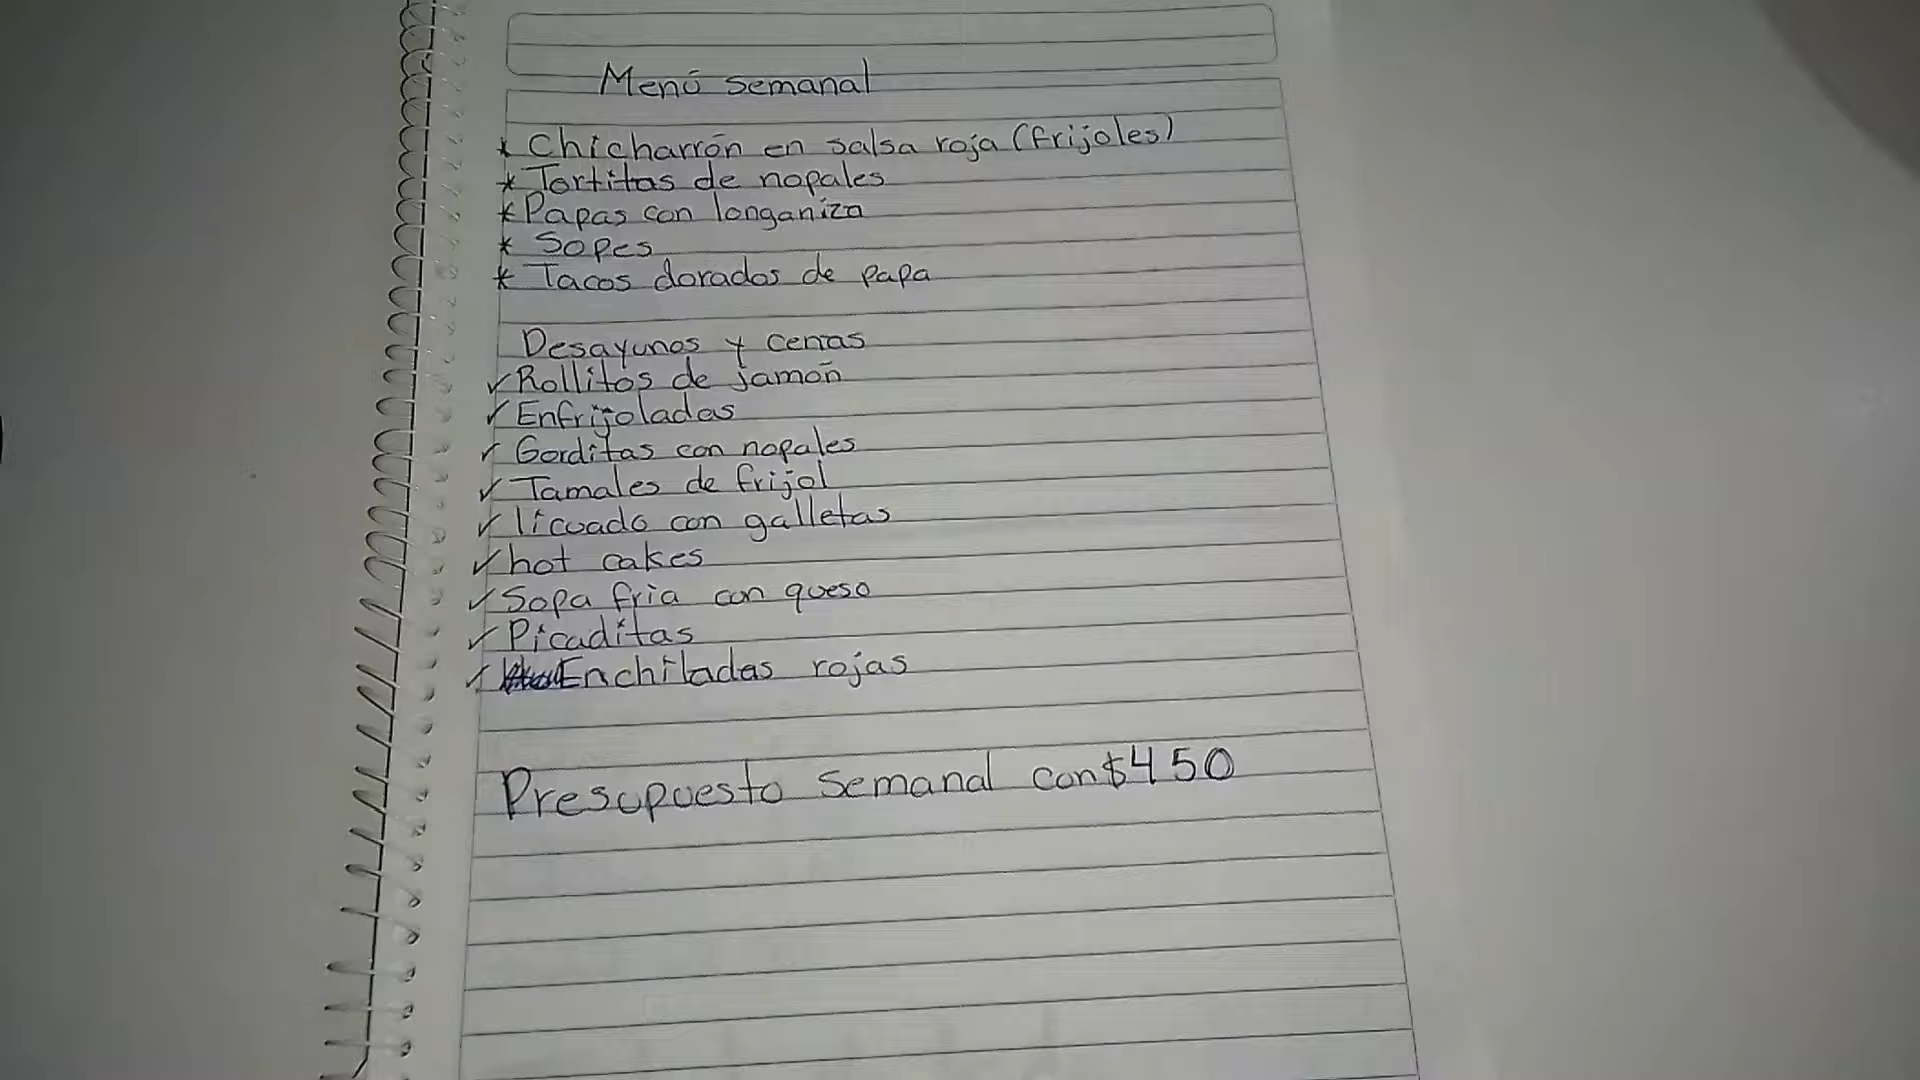 Menú semanal
* Chicharrón en salsa roja (frijoles)
* Tortitas de nopales
* Papas con longaniza
* Sopes
* Tacos dorados de papa
Desayunos y cenas
✓ Rollitos de jamón
✓ Enfrijoladas
✓ Gorditas con nopales
✓ Tamales de frijol
✓ licuado con galletas
✓ hot cakes
✓ Sopa fria con queso
✓ Picaditas
✓ Enchiladas rojas
Presupuesto semanal con $450